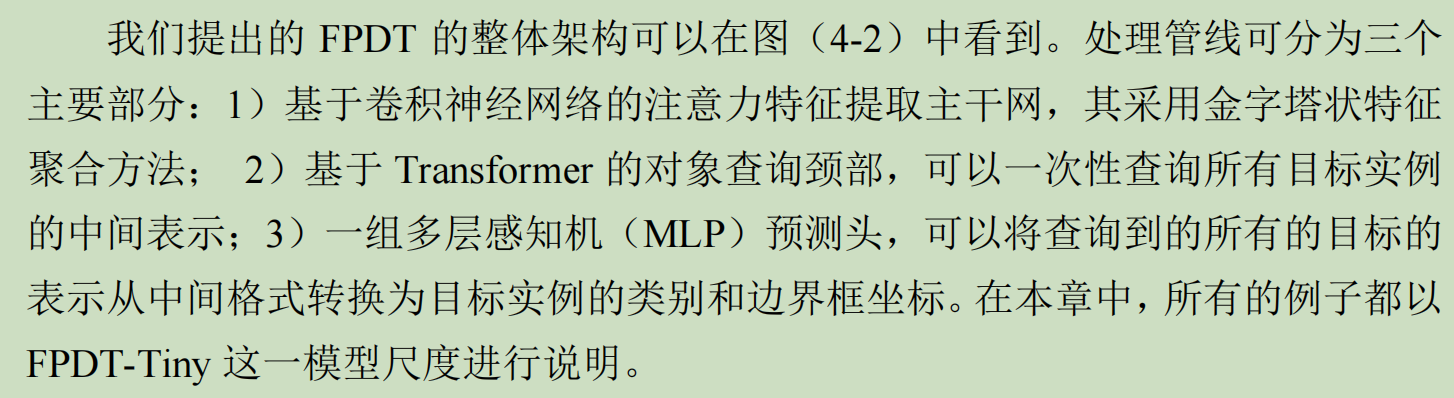 我们提出的 FPDT 的整体架构可以在图（4-2）中看到。处理管线可分为三个
主要部分：1）基于卷积神经网络的注意力特征提取主干网，其采用金字塔状特征
聚合方法； 2）基于 Transformer 的对象查询颈部，可以一次性查询所有目标实例
的中间表示；3）一组多层感知机（MLP）预测头，可以将查询到的所有的目标的
表示从中间格式转换为目标实例的类别和边界框坐标。在本章中，所有的例子都以
FPDT-Tiny 这一模型尺度进行说明。